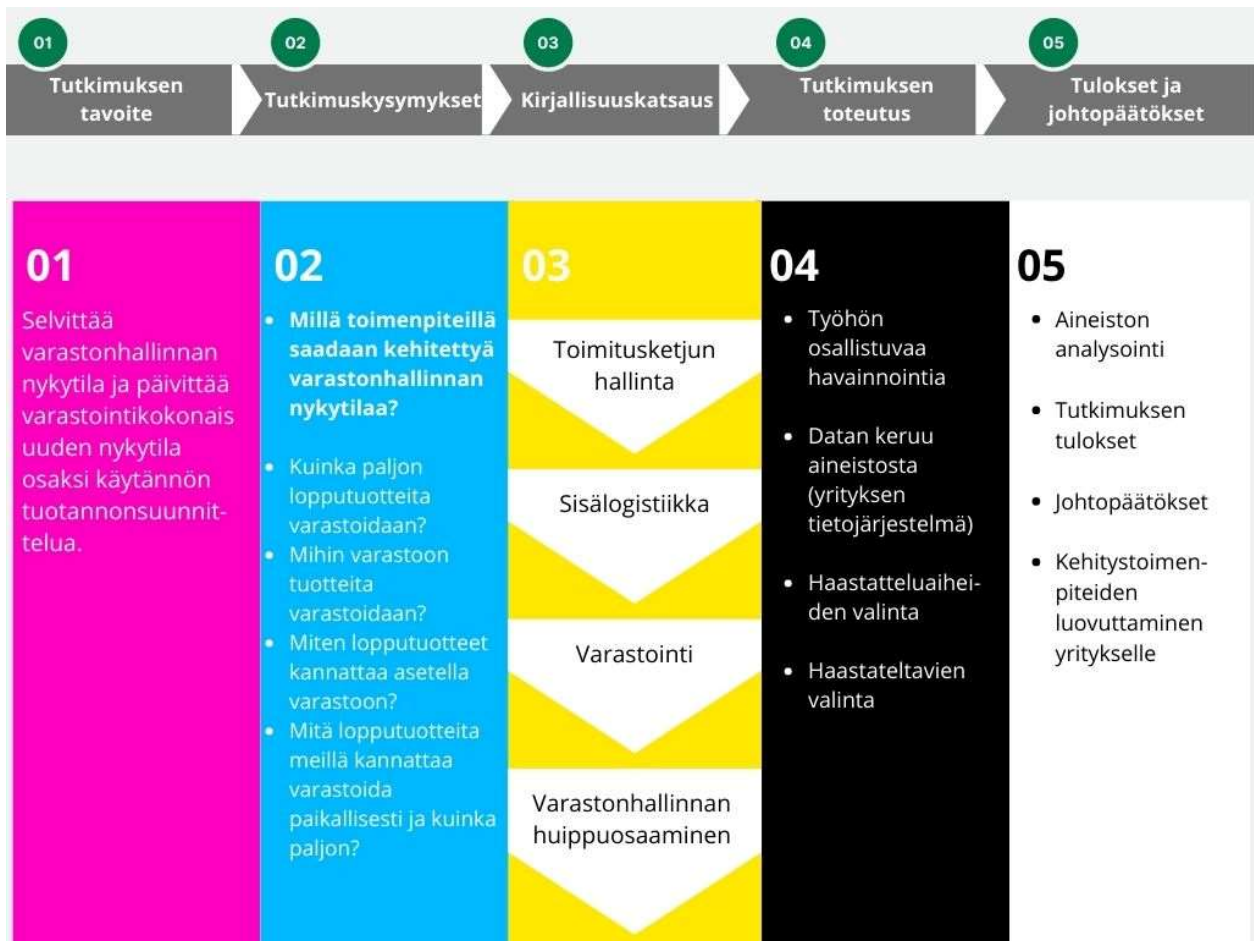 01
Tutkimuksen
tavoite
02
Tutkimuskysymykset
03
Kirjallisuuskatsaus
04
Tutkimuksen
toteutus
05
Tulokset ja
johtopäätökset
01
Selvittää
varastonhallinnan
nykytila ja päivittää
varastointikokonais
uuden nykytila
osaksi käytännön
tuotannonsuunnit-
telua.
02
• Millä toimenpiteillä
saadaan kehitettyä
varastonhallinnan
nykytilaa?
• Kuinka paljon
lopputuotteita
varastoidaan?
• Mihin varastoon
tuotteita
varastoidaan?
• Miten lopputuotteet
kannattaa asetella
varastoon?
• Mitä lopputuotteita
meillä kannattaa
varastoida
paikallisesti ja kuinka
paljon?
03
Toimitusketjun
hallinta
Sisälogistiikka
Varastointi
Varastonhallinnan
huippuosaaminen
04
• Työhön
osallistuvaa
havainnointia
• Datan keruu
aineistosta
(yrityksen
tietojärjestelmä)
• Haastatteluaihei-
den valinta
• Haastateltavien
valinta
05
• Aineiston
analysointi
• Tutkimuksen
tulokset
• Johtopäätökset
• Kehitystoimen-
piteiden
luovuttaminen
yritykselle